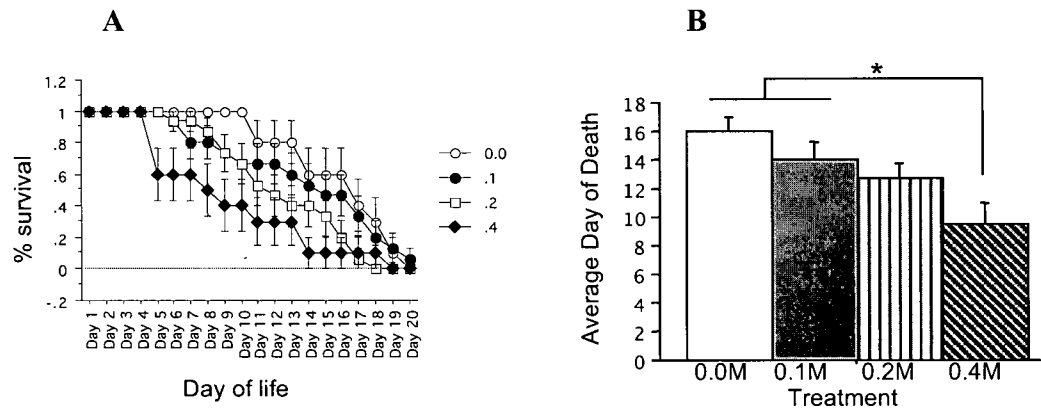 A
B
% survival
1.2
1
.8
.6
.4
.2
0
-.2
Day 1
Day 2
Day 3
Day 4
Day 5
Day 6
Day 7
Day 8
Day 9
Day 10
Day 11
Day 12
Day 13
Day 14
Day 15
Day 16
Day 17
Day 18
Day 19
Day 20
Day of life
0.0
.1
.2
.4
Average Day of Death
18
16
14
12
10
8
6
4
2
0
*
0.0M
0.1M
0.2M
0.4M
Treatment